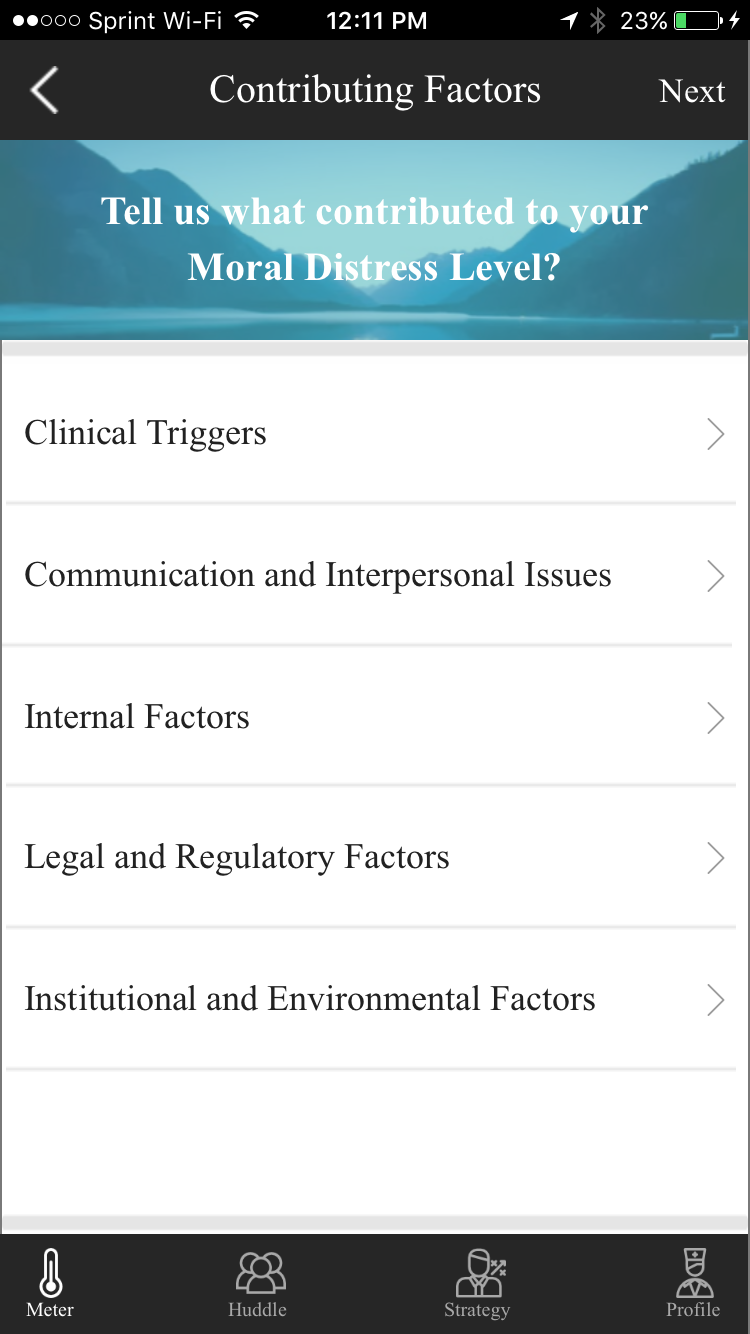 Sprint Wi-Fi 12:11 PM 23%
Contributing Factors Next
Tell us what contributed to your
Moral Distress Level?
Clinical Triggers
Communication and Interpersonal Issues
Internal Factors
Legal and Regulatory Factors
Institutional and Environmental Factors
Meter Huddle Strategy Profile